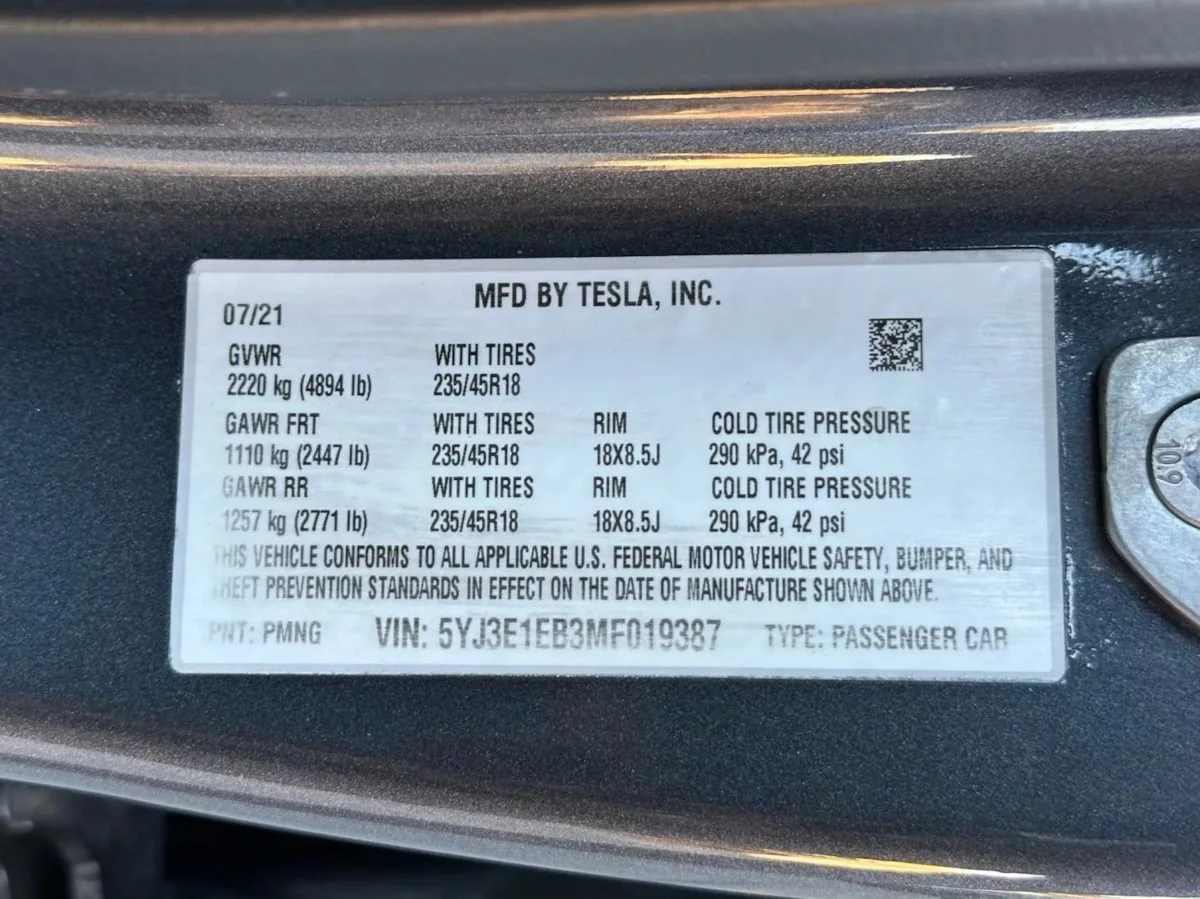 MFD BY TESLA, INC.
07/21
GVWR WITH TIRES
2220 kg (4894 lb) 235/45R18
GAWR FRT WITH TIRES RIM COLD TIRE PRESSURE
1110 kg (2447 lb) 235/45R18 18X8.5J 290 kPa, 42 psi
GAWR RR WITH TIRES RIM COLD TIRE PRESSURE
1257 kg (2771 lb) 235/45R18 18X8.5J 290 kPa, 42 psi
THIS VEHICLE CONFORMS TO ALL APPLICABLE U.S. FEDERAL MOTOR VEHICLE SAFETY, BUMPER, AND
THEFT PREVENTION STANDARDS IN EFFECT ON THE DATE OF MANUFACTURE SHOWN ABOVE.
PNT: PMNG VIN: 5YJ3E1EB3MF019387 TYPE: PASSENGER CAR
10.9